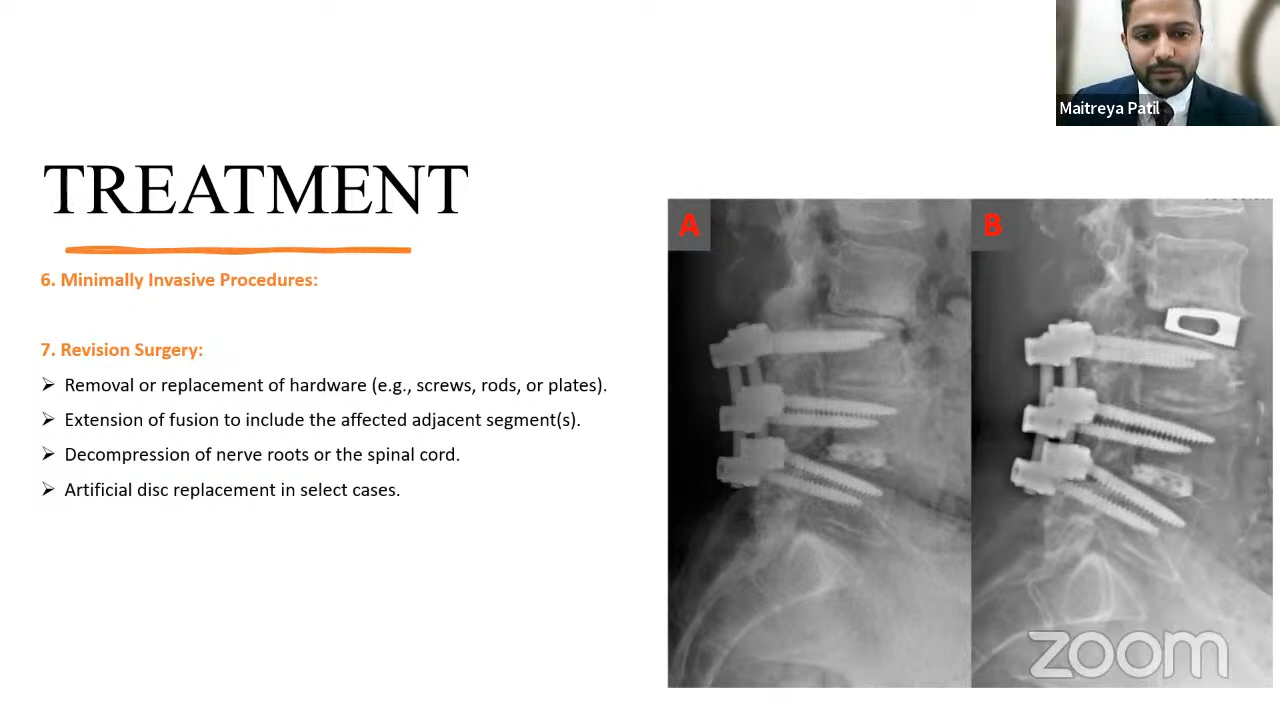 Maitreya Patil
TREATMENT
6. Minimally Invasive Procedures:
7. Revision Surgery:
➢ Removal or replacement of hardware (e.g., screws, rods, or plates).
➢ Extension of fusion to include the affected adjacent segment(s).
➢ Decompression of nerve roots or the spinal cord.
➢ Artificial disc replacement in select cases.
A
B
zoom